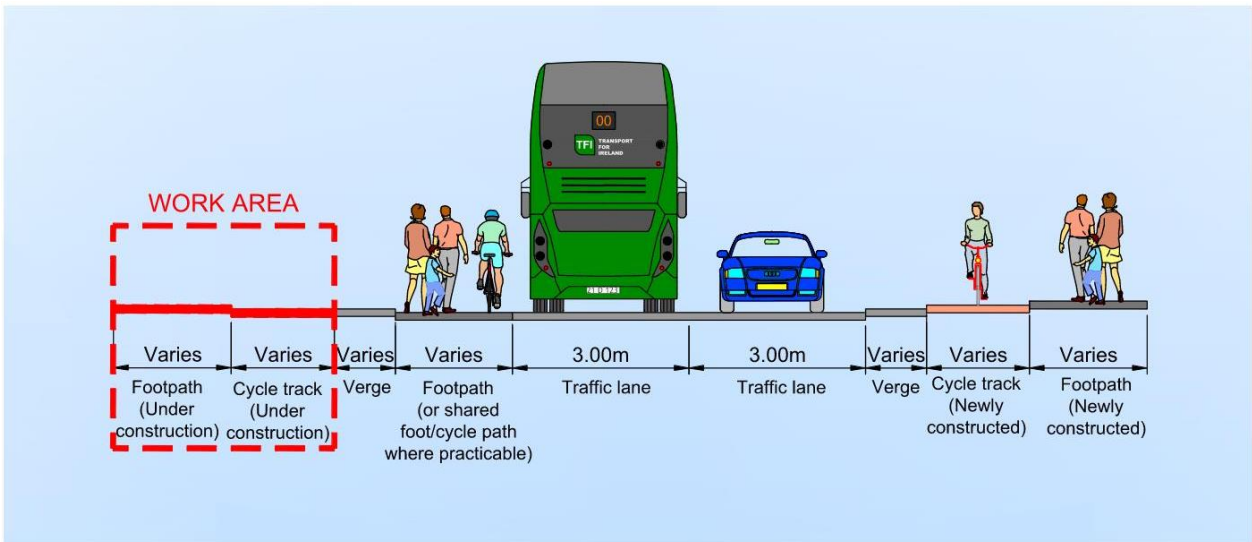 WORK AREA
00
TFI
TRANSPORT
FOR
IRELAND
Varies
Footpath
(Under
construction)
Varies
Cycle track
(Under
construction)
Varies
Verge
Varies
Footpath
(or shared
foot/cycle path
where practicable)
3.00m
Traffic lane
3.00m
Traffic lane
Varies
Verge
Varies
Cycle track
(Newly
constructed)
Varies
Footpath
(Newly
constructed)